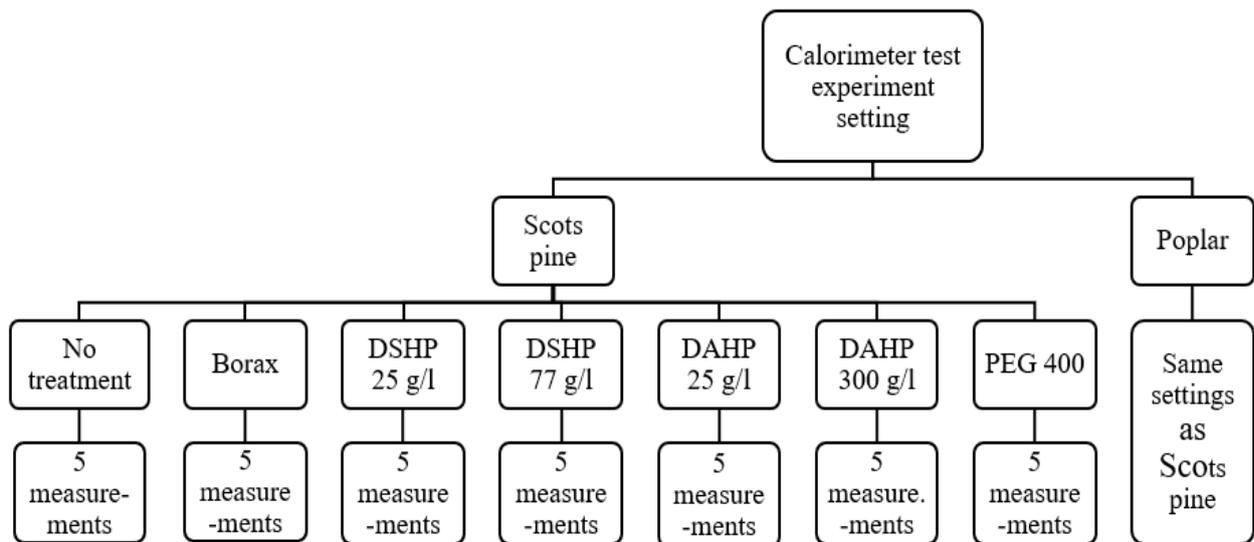 Calorimeter test
experiment
setting
Scots
pine
Poplar
No
treatment
Borax
DSHP
25 g/l
DSHP
77 g/l
DAHP
25 g/l
DAHP
300 g/l
PEG 400
Same
settings
as
Scots
pine
5
measure-
ments
5
measure
-ments
5
measure
-ments
5
measure
-ments
5
measure
-ments
5
measure.
-ments
5
measure
-ments